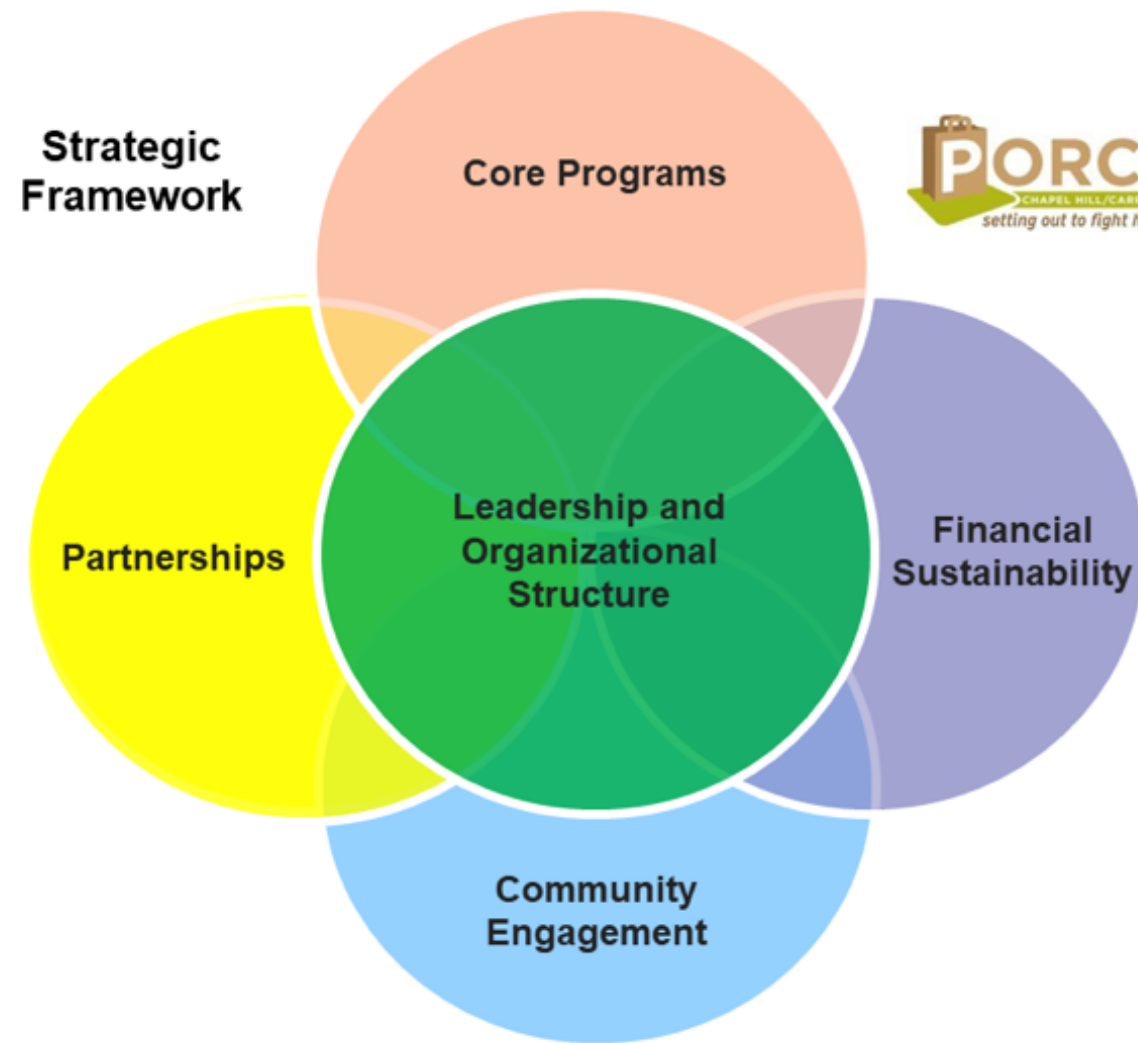 Strategic
Framework
Core Programs
PORC
CHAPEL HILL/CARR
setting out to fight h
Partnerships
Leadership and
Organizational
Structure
Financial
Sustainability
Community
Engagement